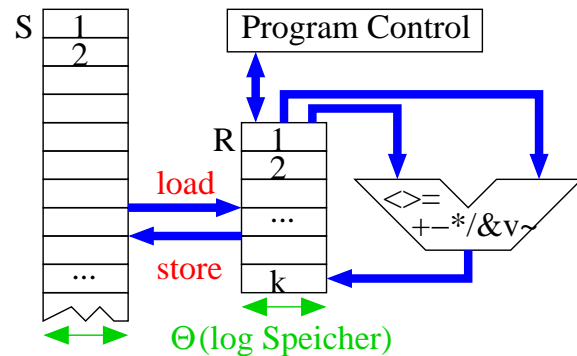 S
1
2
...
Program Control
R
1
2
...
k
load
store
<>=
+−*/&v~
Θ(log Speicher)